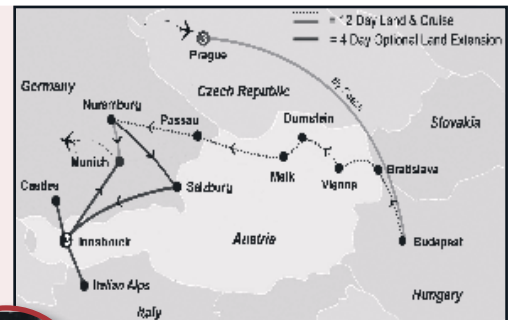 = 12 Day Land & Cruise
= 4 Day Optional Land Extension
Prague
Germany
Czech Republic
Nuremburg
Passau
Durnstein
Slovakia
Munich
Melk
Vienna
Bratislava
Castles
Salzburg
Innsbruck
Austria
Budapest
Italian Alps
Hungary
Italy